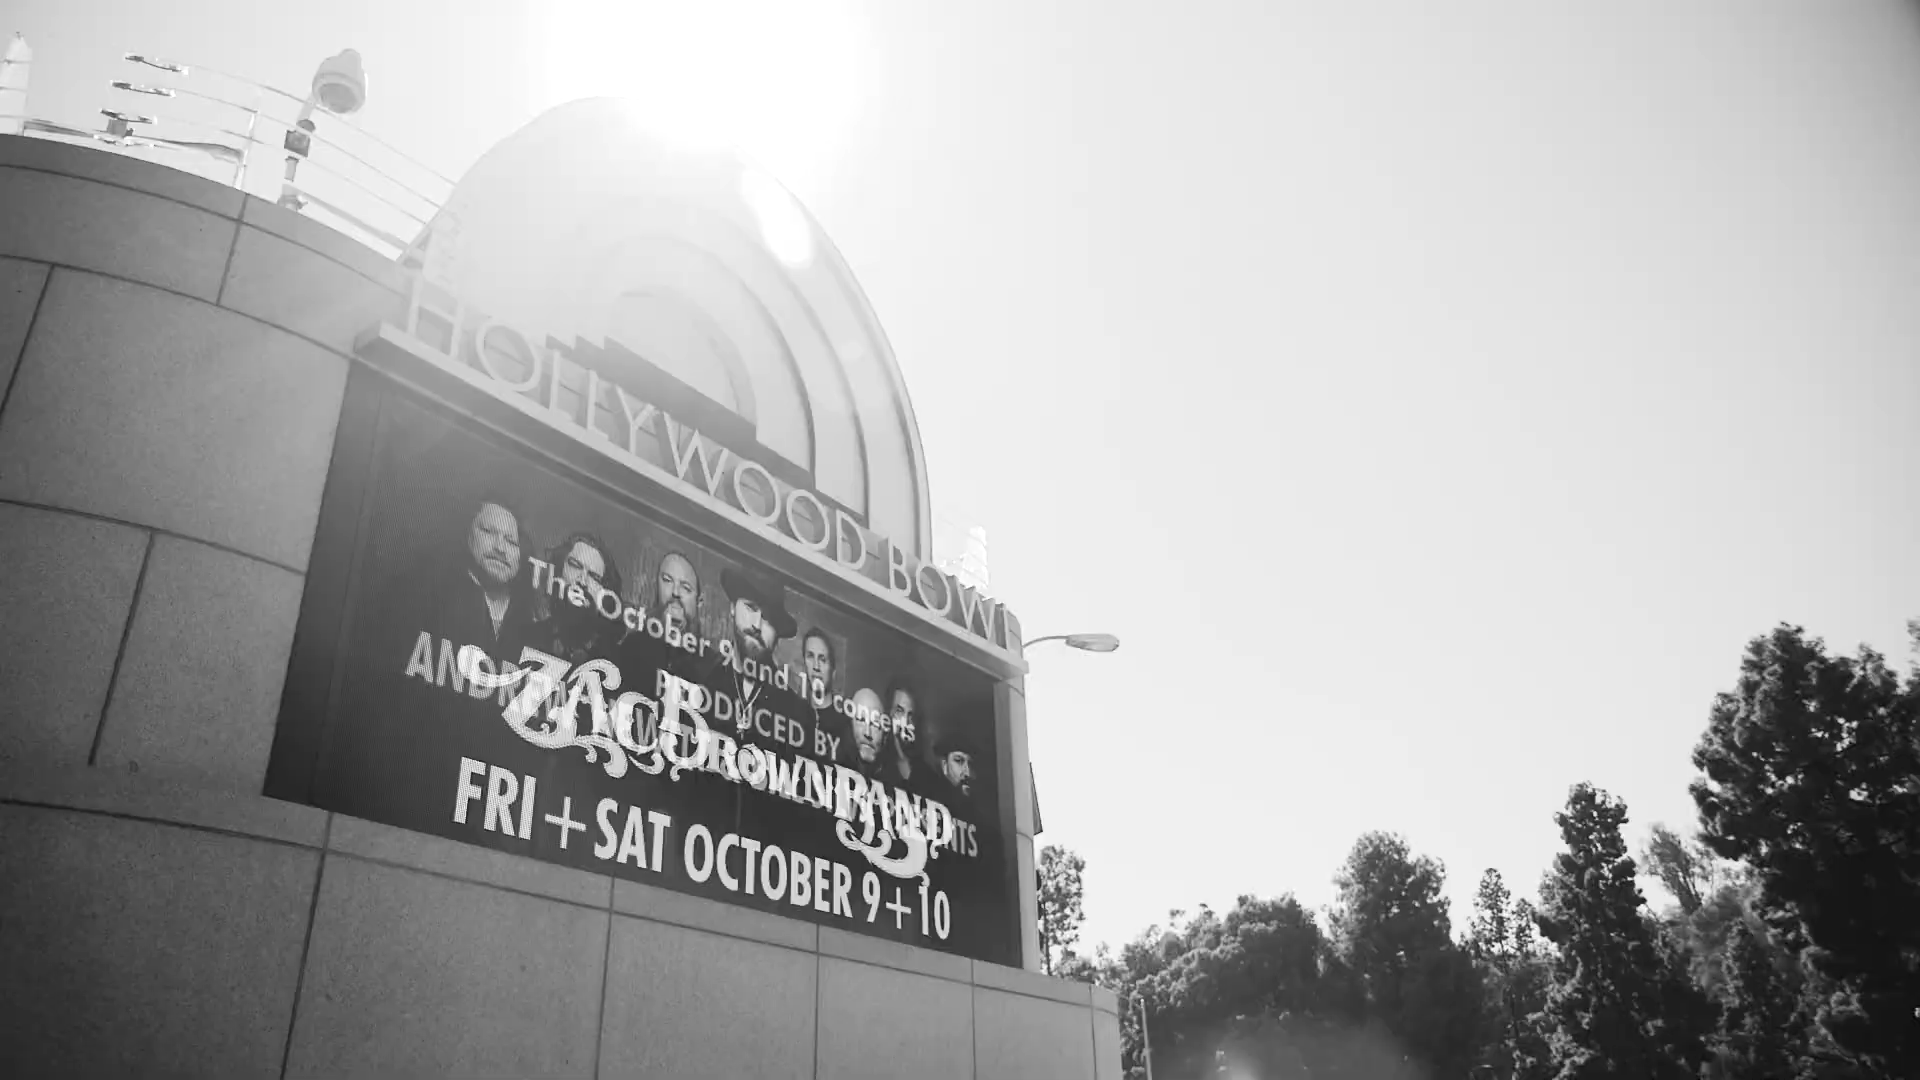 HOLLYWOOD BOWL
The October 9 and 10 concerts
PRODUCED BY
ZAC BROWN BAND
FRI + SAT OCTOBER 9 + 10